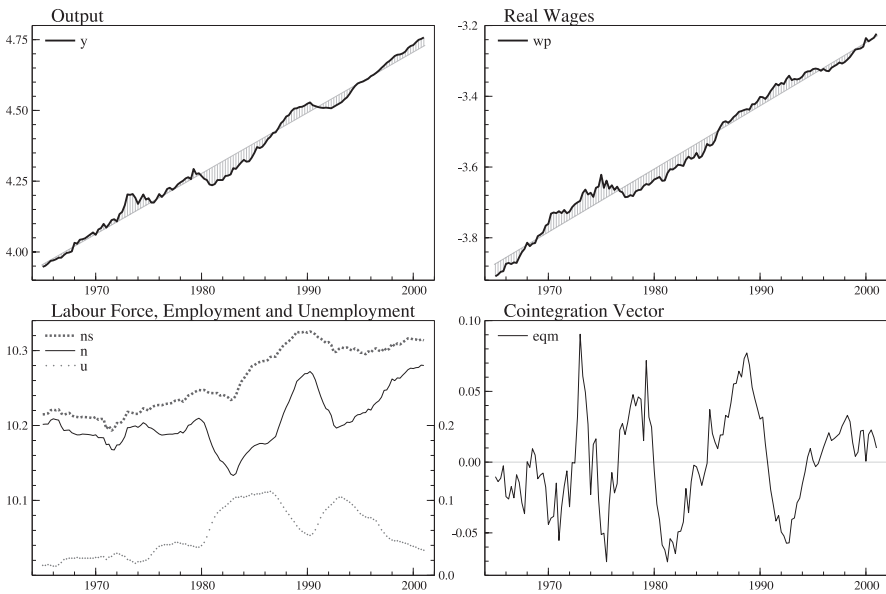 Output
y
4.75
4.50
4.25
4.00
1970 1980 1990 2000
Real Wages
wp
-3.2
-3.4
-3.6
-3.8
1970 1980 1990 2000
Labour Force, Employment and Unemployment
ns
n
u
10.3
10.2
10.1
0.2
0.1
0.0
1970 1980 1990 2000
Cointegration Vector
eqm
0.10
0.05
0.00
-0.05
1970 1980 1990 2000